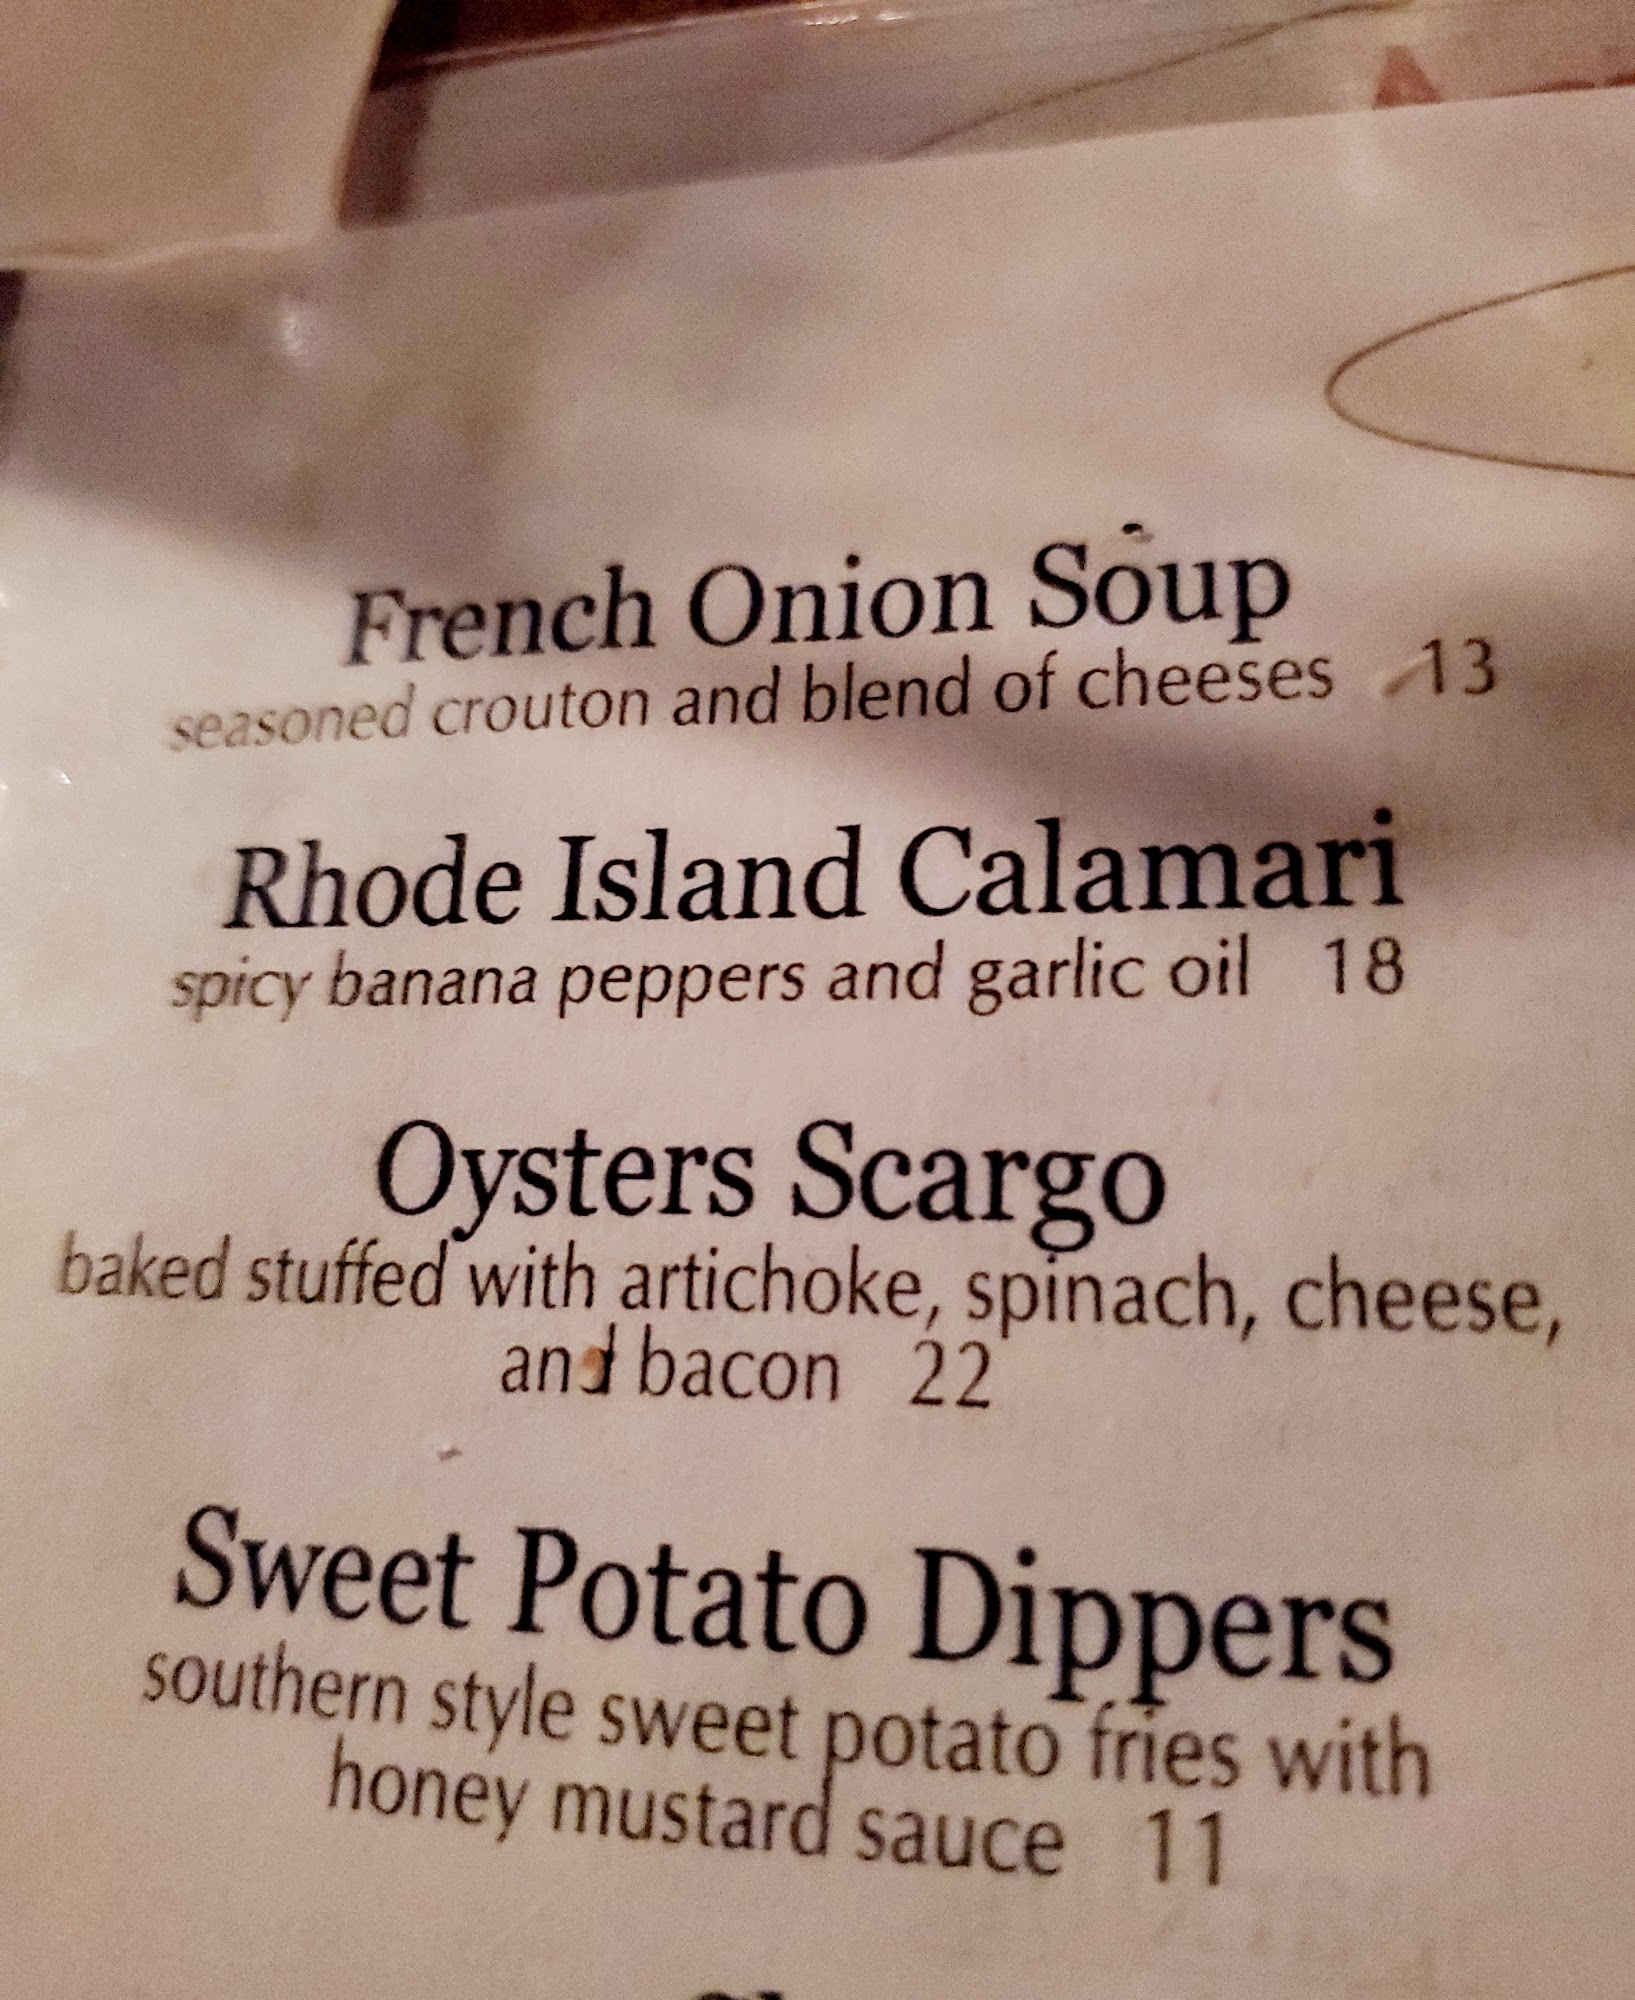 French Onion Soup
seasoned crouton and blend of cheeses 13
Rhode Island Calamari
spicy banana peppers and garlic oil 18
Oysters Scargo
baked stuffed with artichoke, spinach, cheese,
and bacon 22
Sweet Potato Dippers
southern style sweet potato fries with
honey mustard sauce 11